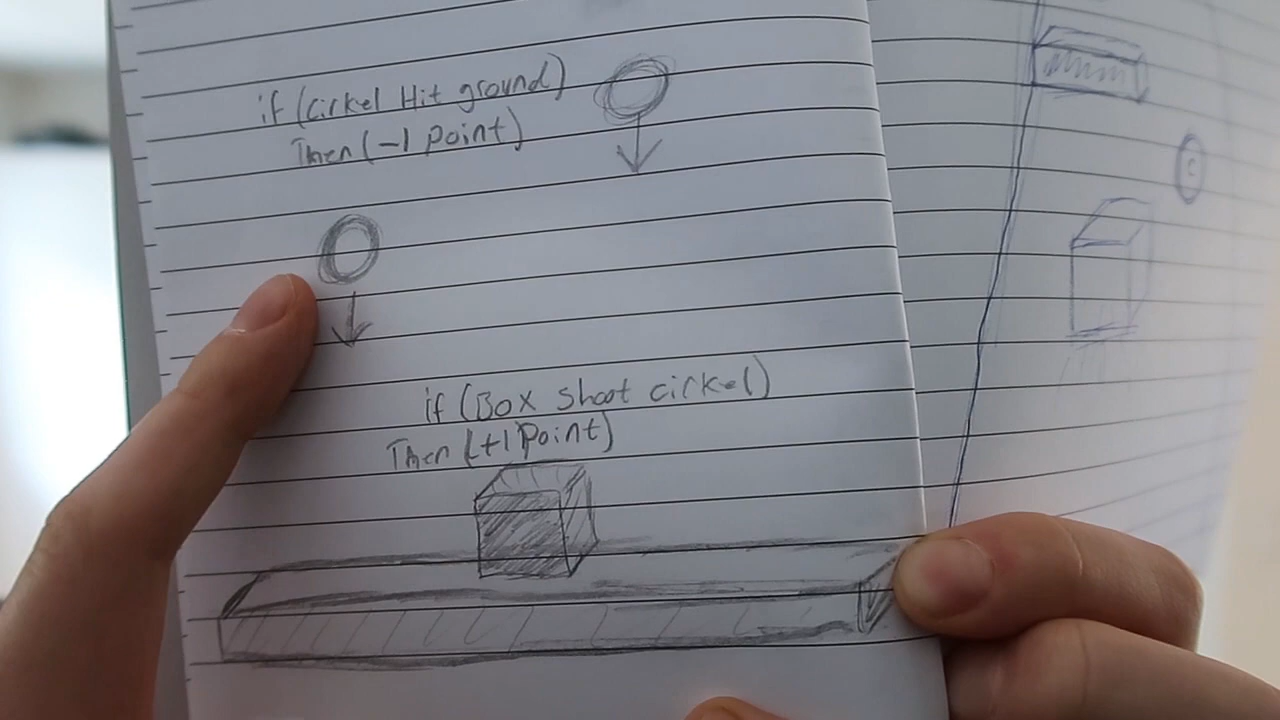 if (cirkel Hit ground)
Then (-1 point)
if (Box shoot cirkel)
Then (+1 Point)